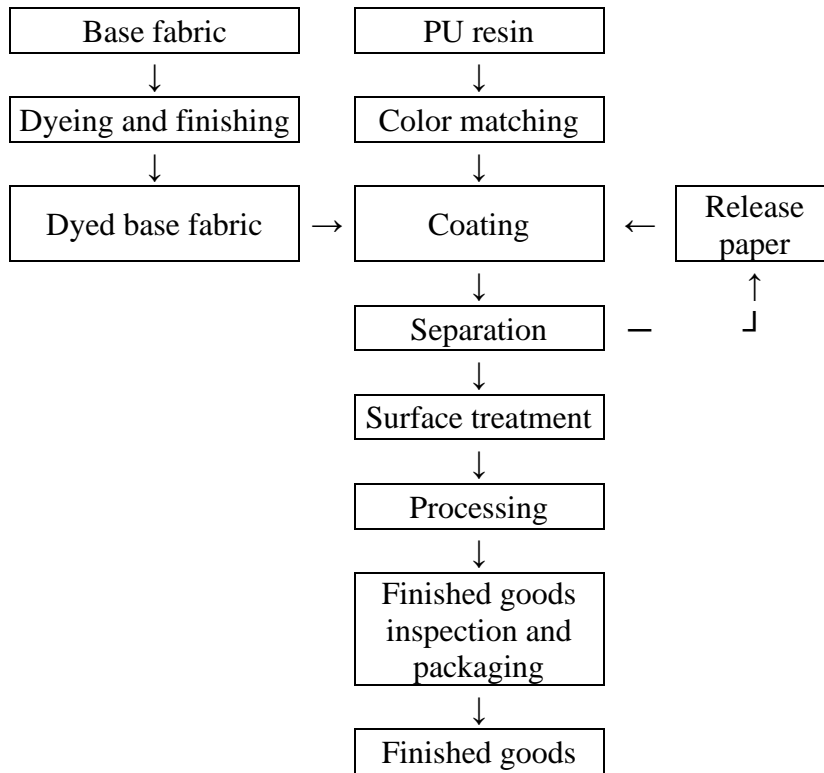 Base fabric
PU resin
↓
↓
Dyeing and finishing
Color matching
↓
↓
Dyed base fabric
→
Coating
←
Release
paper
↓
↑
Separation
─
┘
↓
Surface treatment
↓
Processing
↓
Finished goods
inspection and
packaging
↓
Finished goods